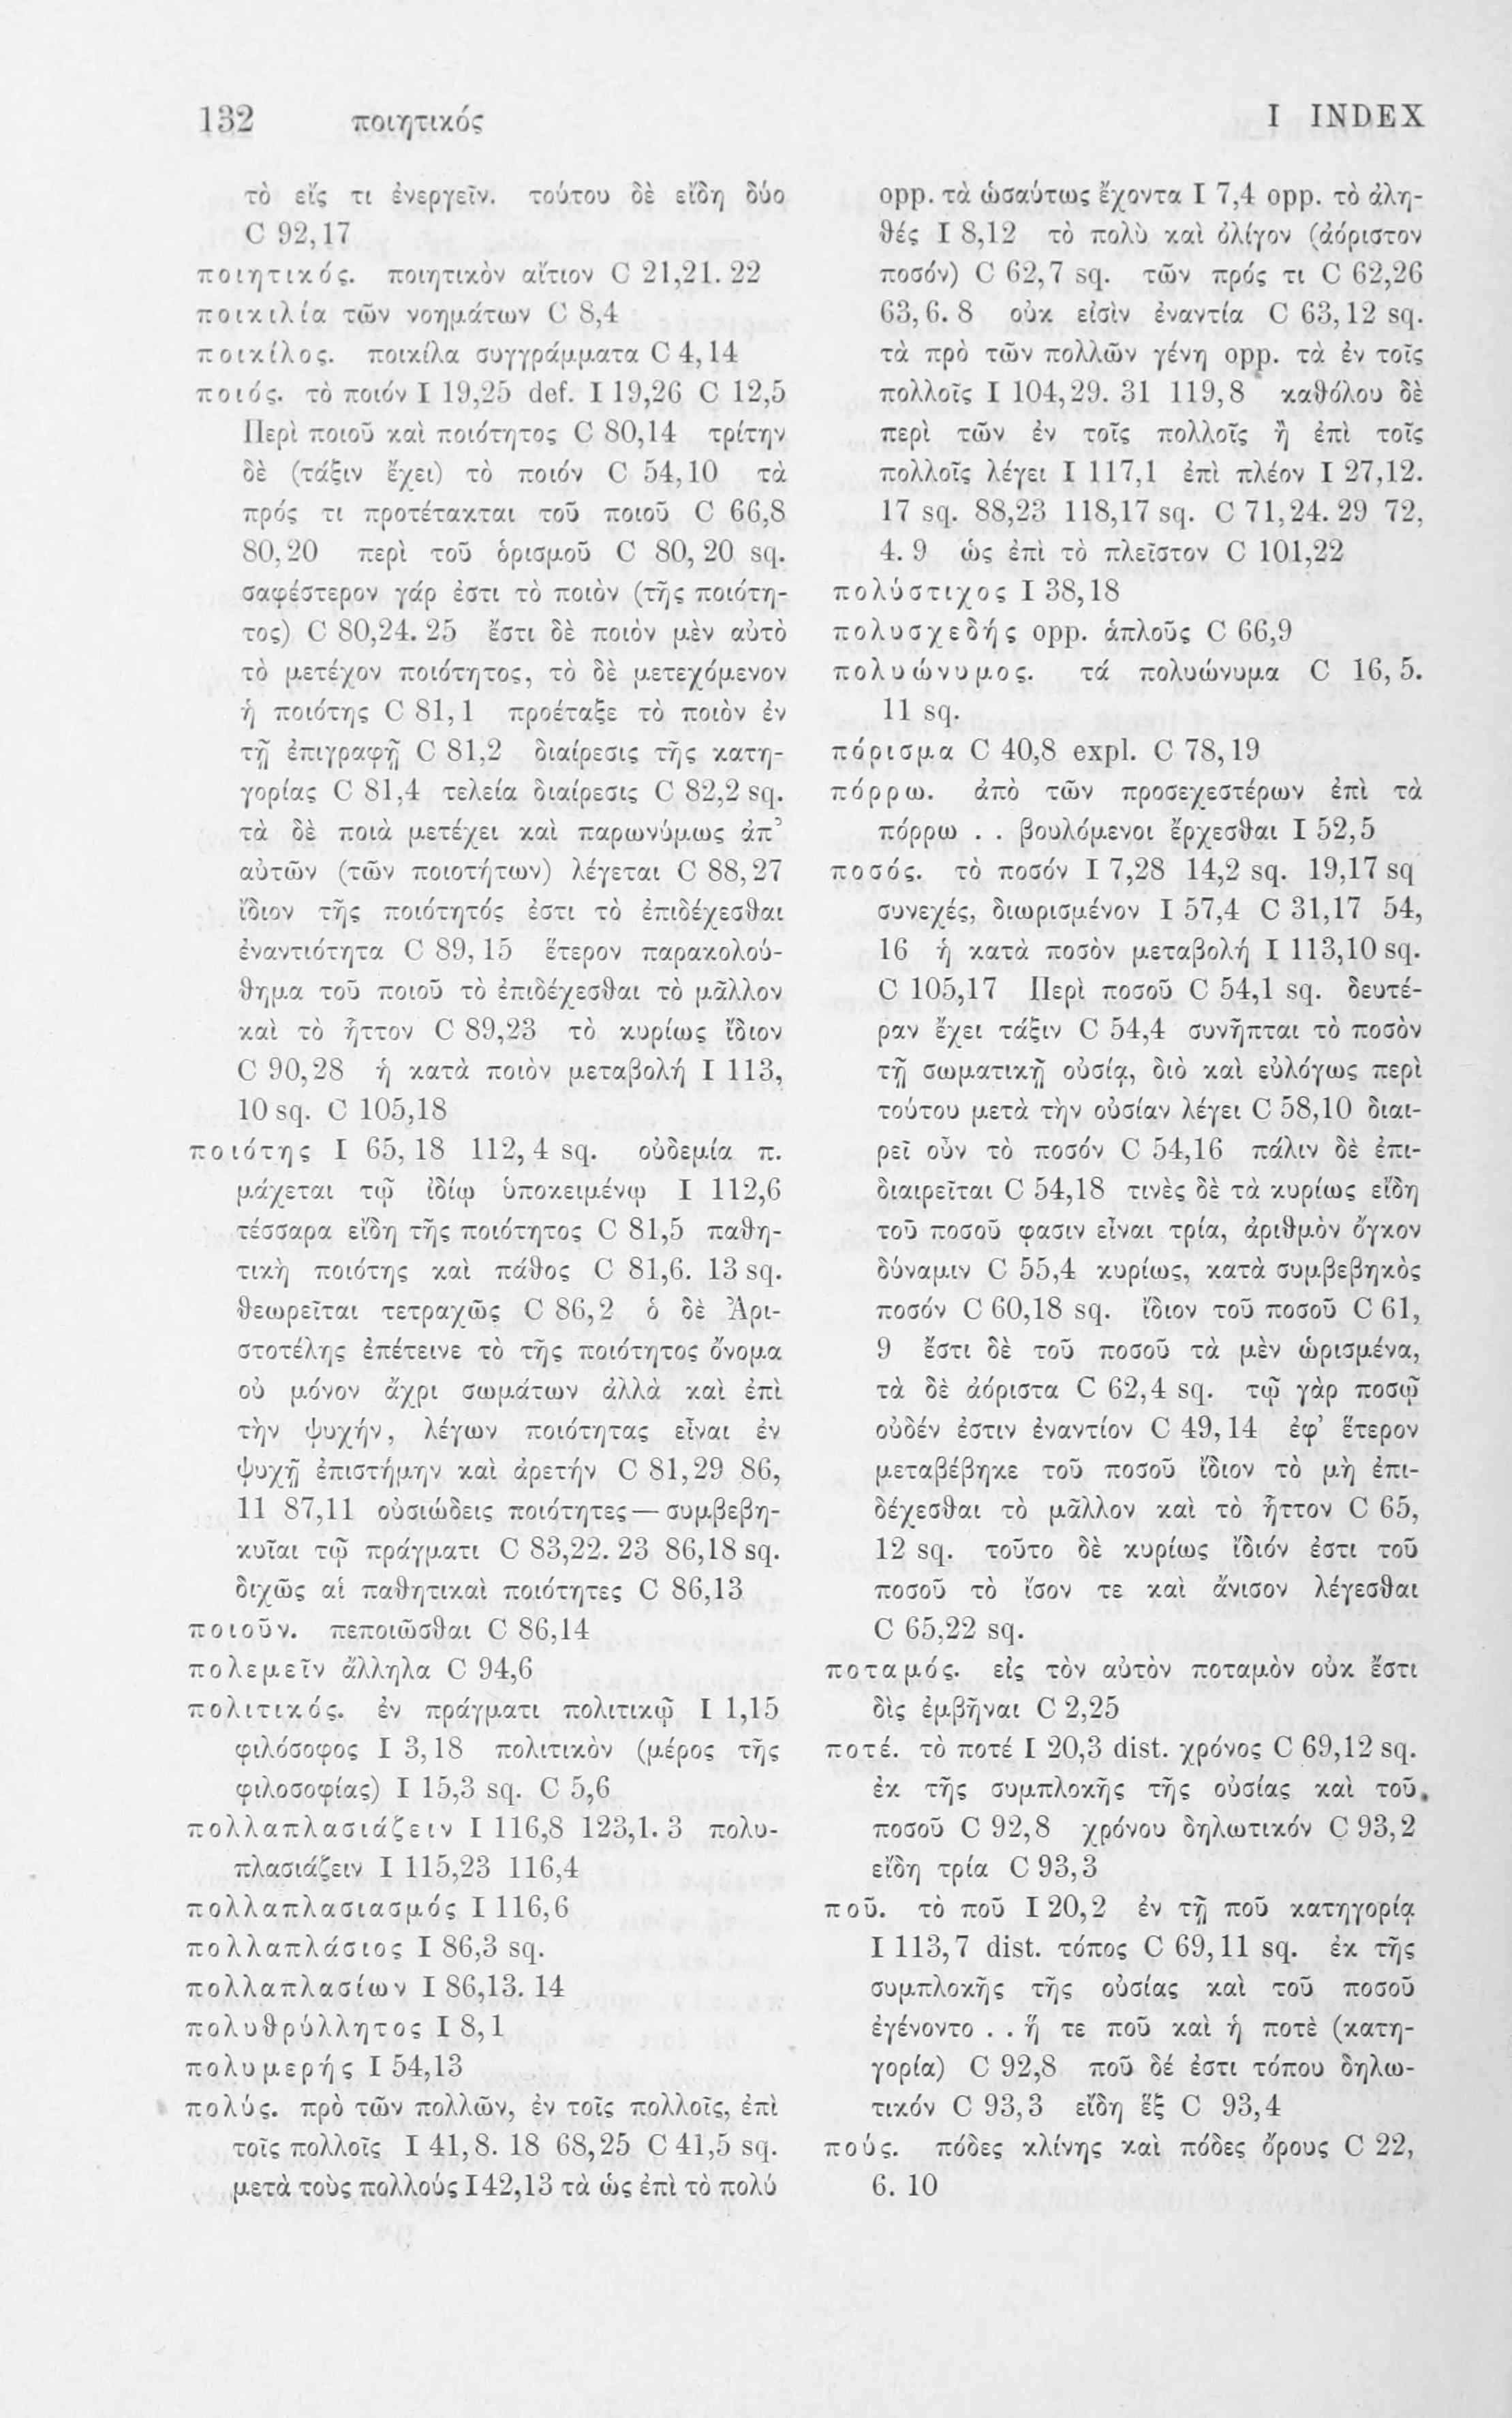 132 ποιητικός I INDEX
τὸ εἴς τι ἐνεργεῖν. τούτου δὲ εἴδη δύο
C 92,17
ποιητικός. ποιητικὸν αἴτιον C 21,21. 22
ποικιλία τῶν νοημάτων C 8,4
ποικίλος. ποικίλα συγγράμματα C 4,14
ποιός. τὸ ποιόν I 19,25 def. I 19,26 C 12,5
Περὶ ποιοῦ καὶ ποιότητος C 80,14 τρίτην
δὲ (τάξιν ἔχει) τὸ ποιόν C 54,10 τὰ
πρός τι προτέτακται τοῦ ποιοῦ C 66,8
80,20 περὶ τοῦ ὁρισμοῦ C 80, 20 sq.
σαφέστερον γάρ ἐστι τὸ ποιὸν (τῆς ποιότη-
τος) C 80,24. 25 ἔστι δὲ ποιὸν μὲν αὐτὸ
τὸ μετέχον ποιότητος, τὸ δὲ μετεχόμενον
ἡ ποιότης C 81,1 προέταξε τὸ ποιὸν ἐν
τῇ ἐπιγραφῇ C 81,2 διαίρεσις τῆς κατη-
γορίας C 81,4 τελεία διαίρεσις C 82,2 sq.
τὰ δὲ ποιὰ μετέχει καὶ παρωνύμως ἀπ᾽
αὐτῶν (τῶν ποιοτήτων) λέγεται C 88,27
ἴδιον τῆς ποιότητός ἐστι τὸ ἐπιδέχεσθαι
ἐναντιότητα C 89,15 ἕτερον παρακολού-
θημα τοῦ ποιοῦ τὸ ἐπιδέχεσθαι τὸ μᾶλλον
καὶ τὸ ἧττον C 89,23 τὸ κυρίως ἴδιον
C 90,28 ἡ κατὰ ποιὸν μεταβολή I 113,
10 sq. C 105,18
ποιότης I 65, 18 112, 4 sq. οὐδεμία π.
μάχεται τῷ ἰδίῳ ὑποκειμένῳ I 112,6
τέσσαρα εἴδη τῆς ποιότητος C 81,5 παθη-
τικὴ ποιότης καὶ πάθος C 81,6. 13 sq.
θεωρεῖται τετραχῶς C 86,2 ὁ δὲ Ἀρι-
στοτέλης ἐπέτεινε τὸ τῆς ποιότητος ὄνομα
οὐ μόνον ἄχρι σωμάτων ἀλλὰ καὶ ἐπὶ
τὴν ψυχήν, λέγων ποιότητας εἶναι ἐν
ψυχῇ ἐπιστήμην καὶ ἀρετήν C 81,29 86,
11 87,11 οὐσιώδεις ποιότητες — συμβεβη-
κυῖαι τῷ πράγματι C 83,22. 23 86,18 sq.
διχῶς αἱ παθητικαὶ ποιότητες C 86,13
ποιοῦν. πεποιῶσθαι C 86,14
πολεμεῖν ἄλληλα C 94,6
πολιτικός. ἐν πράγματι πολιτικῷ I 1,15
φιλόσοφος I 3,18 πολιτικὸν (μέρος τῆς
φιλοσοφίας) I 15,3 sq. C 5,6
πολλαπλασιάζειν I 116,8 123,1. 3 πολυ-
πλασιάζειν I 115,23 116,4
πολλαπλασιασμός I 116,6
πολλαπλάσιος I 86,3 sq.
πολλαπλασίων I 86,13. 14
πολυθρύλλητος I 8,1
πολυμερής I 54,13
πολύς. πρὸ τῶν πολλῶν, ἐν τοῖς πολλοῖς, ἐπὶ
τοῖς πολλοῖς I 41,8. 18 68,25 C 41,5 sq.
μετὰ τοὺς πολλούς I 42,13 τὰ ὡς ἐπὶ τὸ πολύ
opp. τὰ ὡσαύτως ἔχοντα I 7,4 opp. τὸ ἀλη-
θές I 8,12 τὸ πολὺ καὶ ὀλίγον (ἀόριστον
ποσόν) C 62,7 sq. τῶν πρός τι C 62,26
63,6. 8 οὐκ εἰσὶν ἐναντία C 63,12 sq.
τὰ πρὸ τῶν πολλῶν γένη opp. τὰ ἐν τοῖς
πολλοῖς I 104,29. 31 119,8 καθόλου δὲ
περὶ τῶν ἐν τοῖς πολλοῖς ἢ ἐπὶ τοῖς
πολλοῖς λέγει I 117,1 ἐπὶ πλέον I 27,12.
17 sq. 88,23 118,17 sq. C 71,24. 29 72,
4. 9 ὡς ἐπὶ τὸ πλεῖστον C 101,22
πολύστιχος I 38,18
πολυσχεδής opp. ἁπλοῦς C 66,9
πολυώνυμος. τά πολυώνυμα C 16, 5.
11 sq.
πόρισμα C 40,8 expl. C 78,19
πόρρω. ἀπὸ τῶν προσεχεστέρων ἐπὶ τὰ
πόρρω . . βουλόμενοι ἔρχεσθαι I 52,5
ποσός. τὸ ποσόν I 7,28 14,2 sq. 19,17 sq
συνεχές, διωρισμένον I 57,4 C 31,17 54,
16 ἡ κατὰ ποσὸν μεταβολή I 113,10 sq.
C 105,17 Περὶ ποσοῦ C 54,1 sq. δευτέ-
ραν ἔχει τάξιν C 54,4 συνῆπται τὸ ποσὸν
τῇ σωματικῇ οὐσίᾳ, διὸ καὶ εὐλόγως περὶ
τούτου μετὰ τὴν οὐσίαν λέγει C 58,10 διαι-
ρεῖ οὖν τὸ ποσόν C 54,16 πάλιν δὲ ἐπι-
διαιρεῖται C 54,18 τινὲς δὲ τὰ κυρίως εἴδη
τοῦ ποσοῦ φασιν εἶναι τρία, ἀριθμὸν ὄγκον
δύναμιν C 55,4 κυρίως, κατὰ συμβεβηκὸς
ποσόν C 60,18 sq. ἴδιον τοῦ ποσοῦ C 61,
9 ἔστι δὲ τοῦ ποσοῦ τὰ μὲν ὡρισμένα,
τὰ δὲ ἀόριστα C 62,4 sq. τῷ γὰρ ποσῷ
οὐδέν ἐστιν ἐναντίον C 49,14 ἐφ᾽ ἕτερον
μεταβέβηκε τοῦ ποσοῦ ἴδιον τὸ μὴ ἐπι-
δέχεσθαι τὸ μᾶλλον καὶ τὸ ἧττον C 65,
12 sq. τοῦτο δὲ κυρίως ἴδιόν ἐστι τοῦ
ποσοῦ τὸ ἴσον τε καὶ ἄνισον λέγεσθαι
C 65,22 sq.
ποταμός. εἰς τὸν αὐτὸν ποταμὸν οὐκ ἔστι
δὶς ἐμβῆναι C 2,25
ποτέ. τὸ ποτέ I 20,3 dist. χρόνος C 69,12 sq.
ἐκ τῆς συμπλοκῆς τῆς οὐσίας καὶ τοῦ
ποσοῦ C 92,8 χρόνου δηλωτικόν C 93,2
εἴδη τρία C 93,3
ποῦ. τὸ ποῦ I 20,2 ἐν τῇ ποῦ κατηγορίᾳ
I 113,7 dist. τόπος C 69,11 sq. ἐκ τῆς
συμπλοκῆς τῆς οὐσίας καὶ τοῦ ποσοῦ
ἐγένοντο . . ἥ τε ποῦ καὶ ἡ ποτὲ (κατη-
γορία) C 92,8 ποῦ δέ ἐστι τόπου δηλω-
τικόν C 93,3 εἴδη ἕξ C 93,4
πούς. πόδες κλίνης καὶ πόδες ὄρους C 22,
6. 10